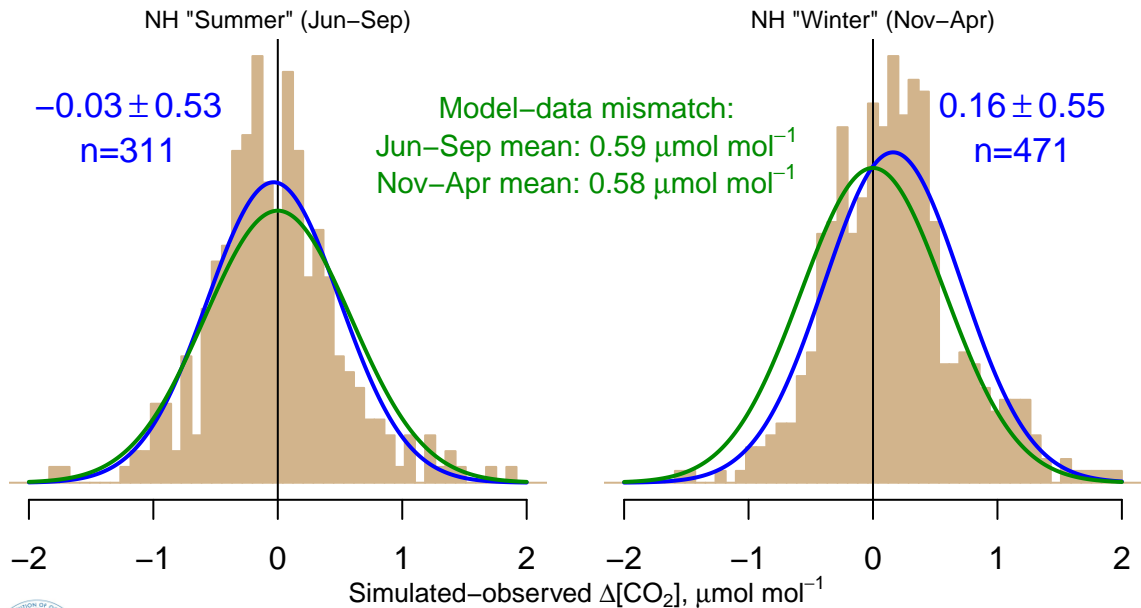 NH "Summer" (Jun−Sep)
NH "Winter" (Nov−Apr)
−0.03 ± 0.53
n=311
Model−data mismatch:
Jun−Sep mean: 0.59 μmol mol⁻¹
Nov−Apr mean: 0.58 μmol mol⁻¹
0.16 ± 0.55
n=471
−2 −1 0 1 2
−2 −1 0 1 2
Simulated−observed Δ[CO₂], μmol mol⁻¹